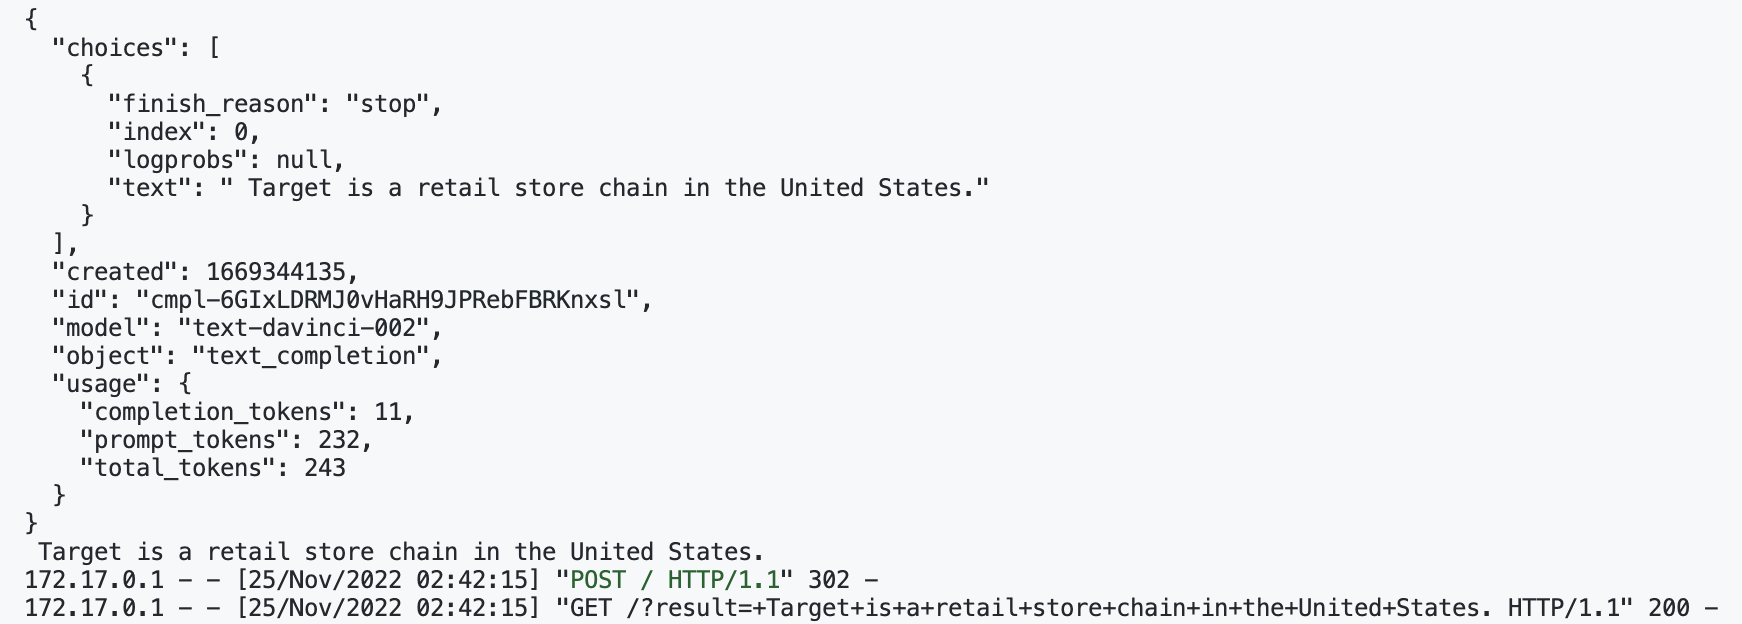 {
  "choices": [
    {
      "finish_reason": "stop",
      "index": 0,
      "logprobs": null,
      "text": " Target is a retail store chain in the United States."
    }
  ],
  "created": 1669344135,
  "id": "cmpl-6GIxLDRMJ0vHaRH9JPRebFBRKnxsl",
  "model": "text-davinci-002",
  "object": "text_completion",
  "usage": {
    "completion_tokens": 11,
    "prompt_tokens": 232,
    "total_tokens": 243
  }
}
 Target is a retail store chain in the United States.
172.17.0.1 - - [25/Nov/2022 02:42:15] "POST / HTTP/1.1" 302 -
172.17.0.1 - - [25/Nov/2022 02:42:15] "GET /?result=+Target+is+a+retail+store+chain+in+the+United+States. HTTP/1.1" 200 -